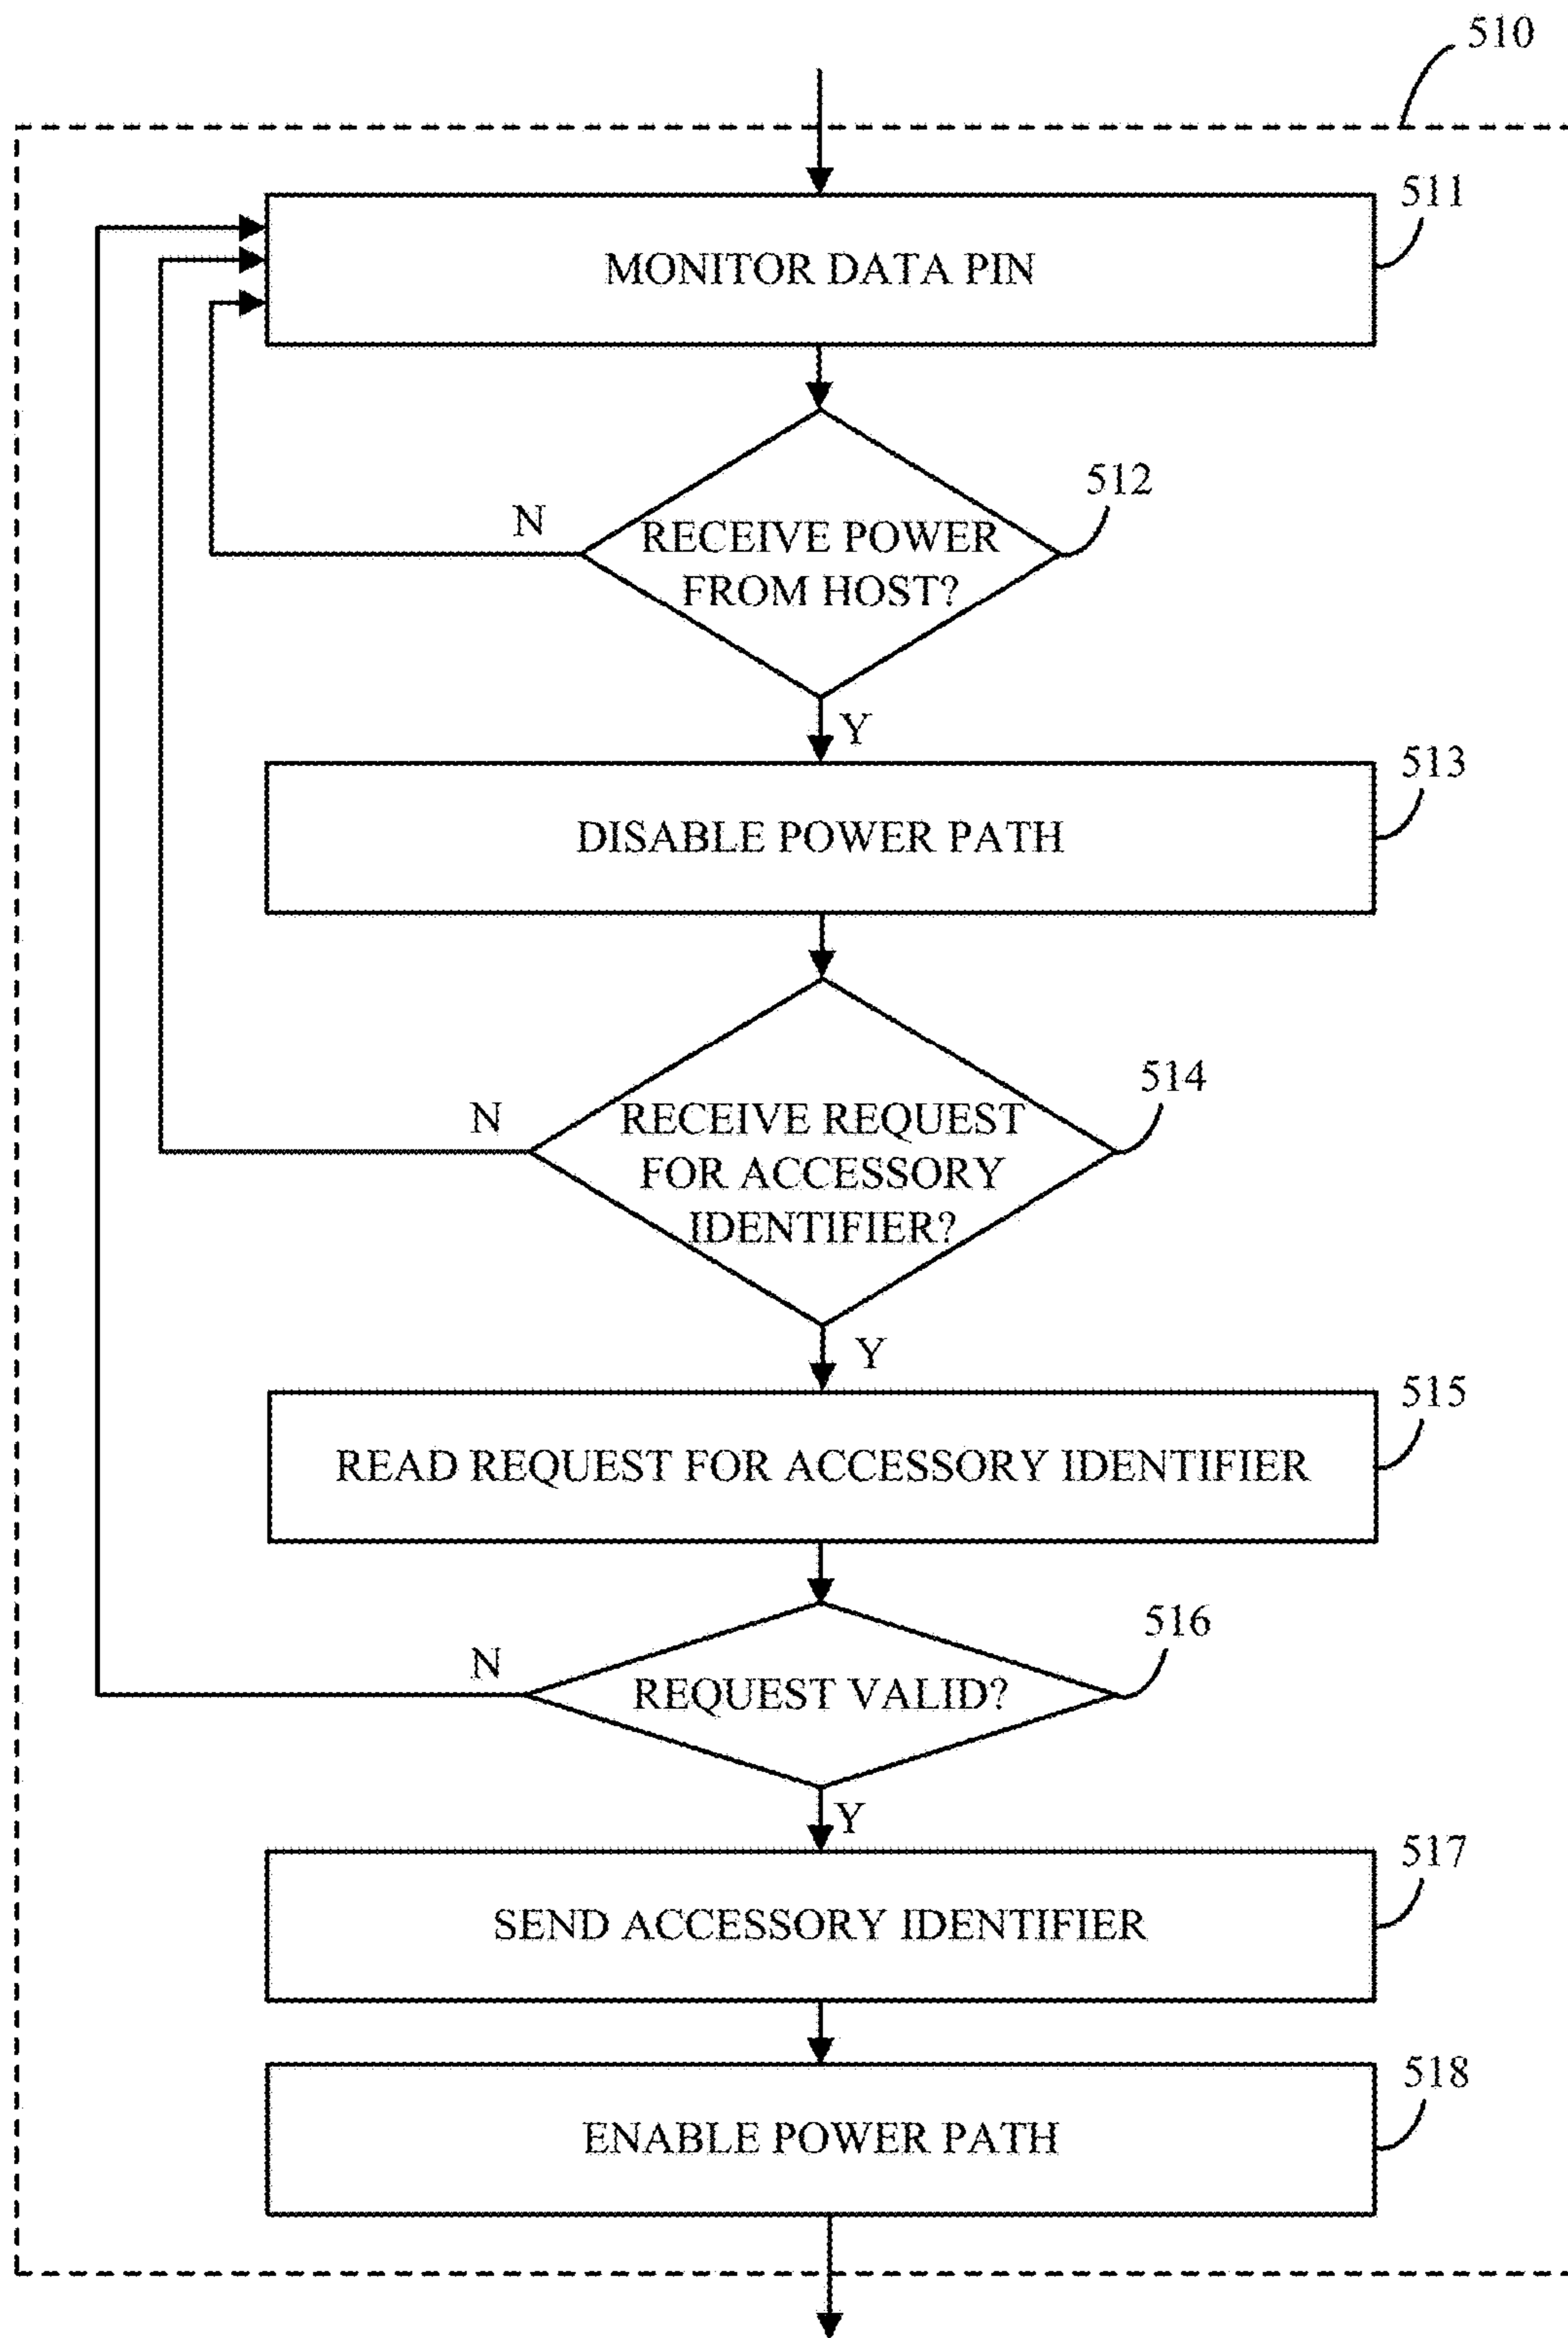 510
511
MONITOR DATA PIN
512
N
RECEIVE POWER
FROM HOST?
Y
513
DISABLE POWER PATH
514
N
RECEIVE REQUEST
FOR ACCESSORY
IDENTIFIER?
Y
515
READ REQUEST FOR ACCESSORY IDENTIFIER
516
N
REQUEST VALID?
Y
517
SEND ACCESSORY IDENTIFIER
518
ENABLE POWER PATH